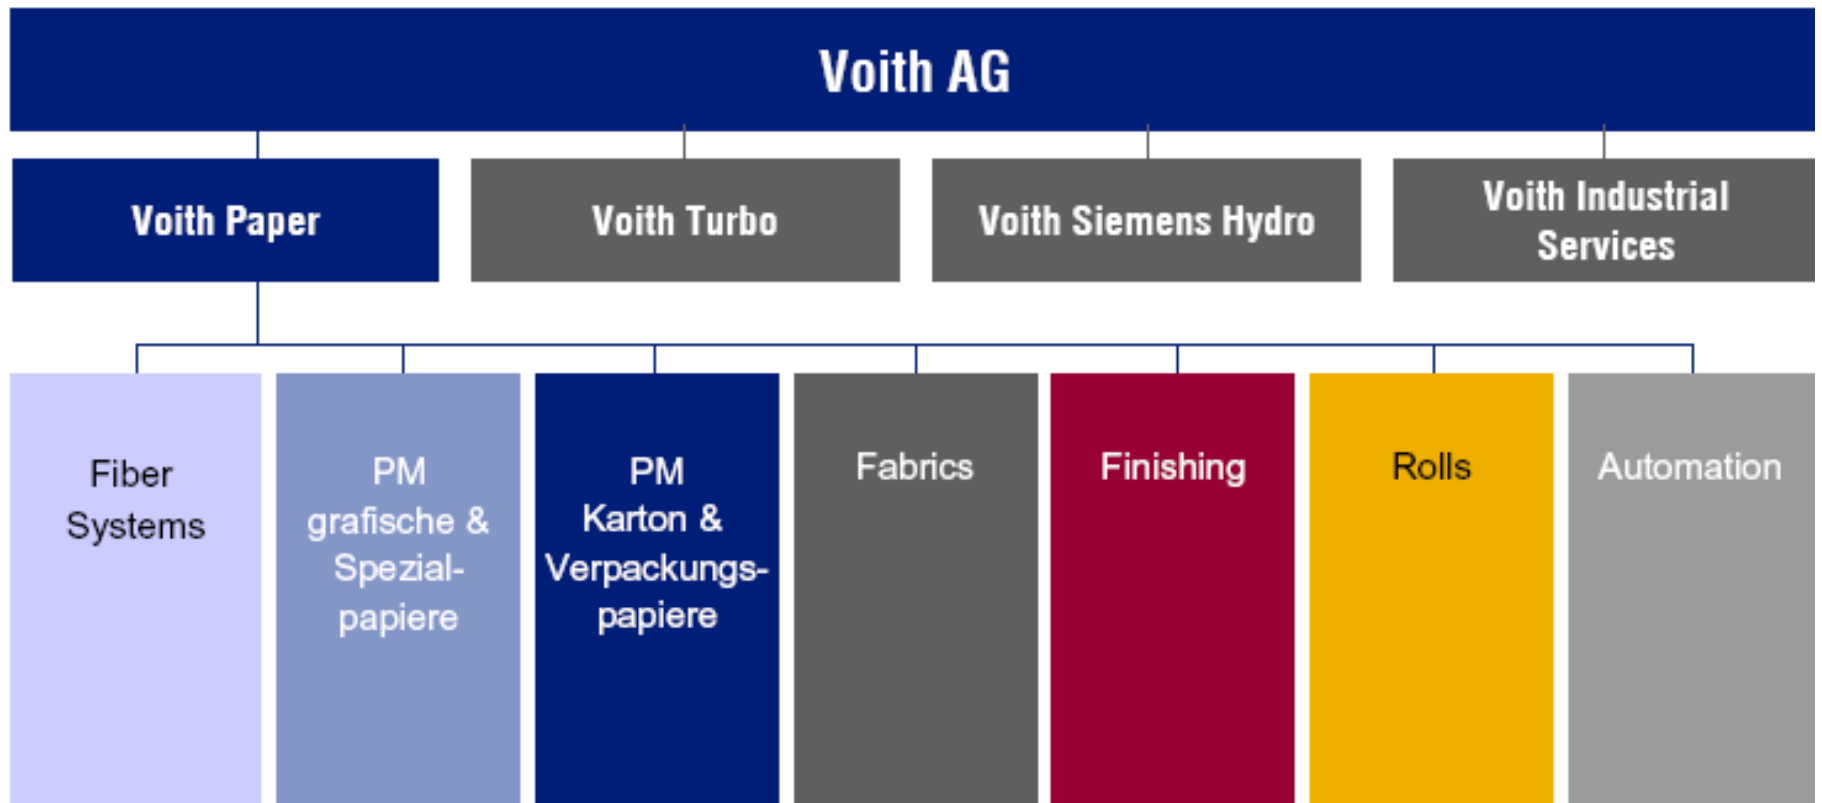 Voith AG
Voith Paper
Voith Turbo
Voith Siemens Hydro
Voith Industrial
Services
Fiber
Systems
PM
grafische &
Spezial-
papiere
PM
Karton &
Verpackungs-
papiere
Fabrics
Finishing
Rolls
Automation